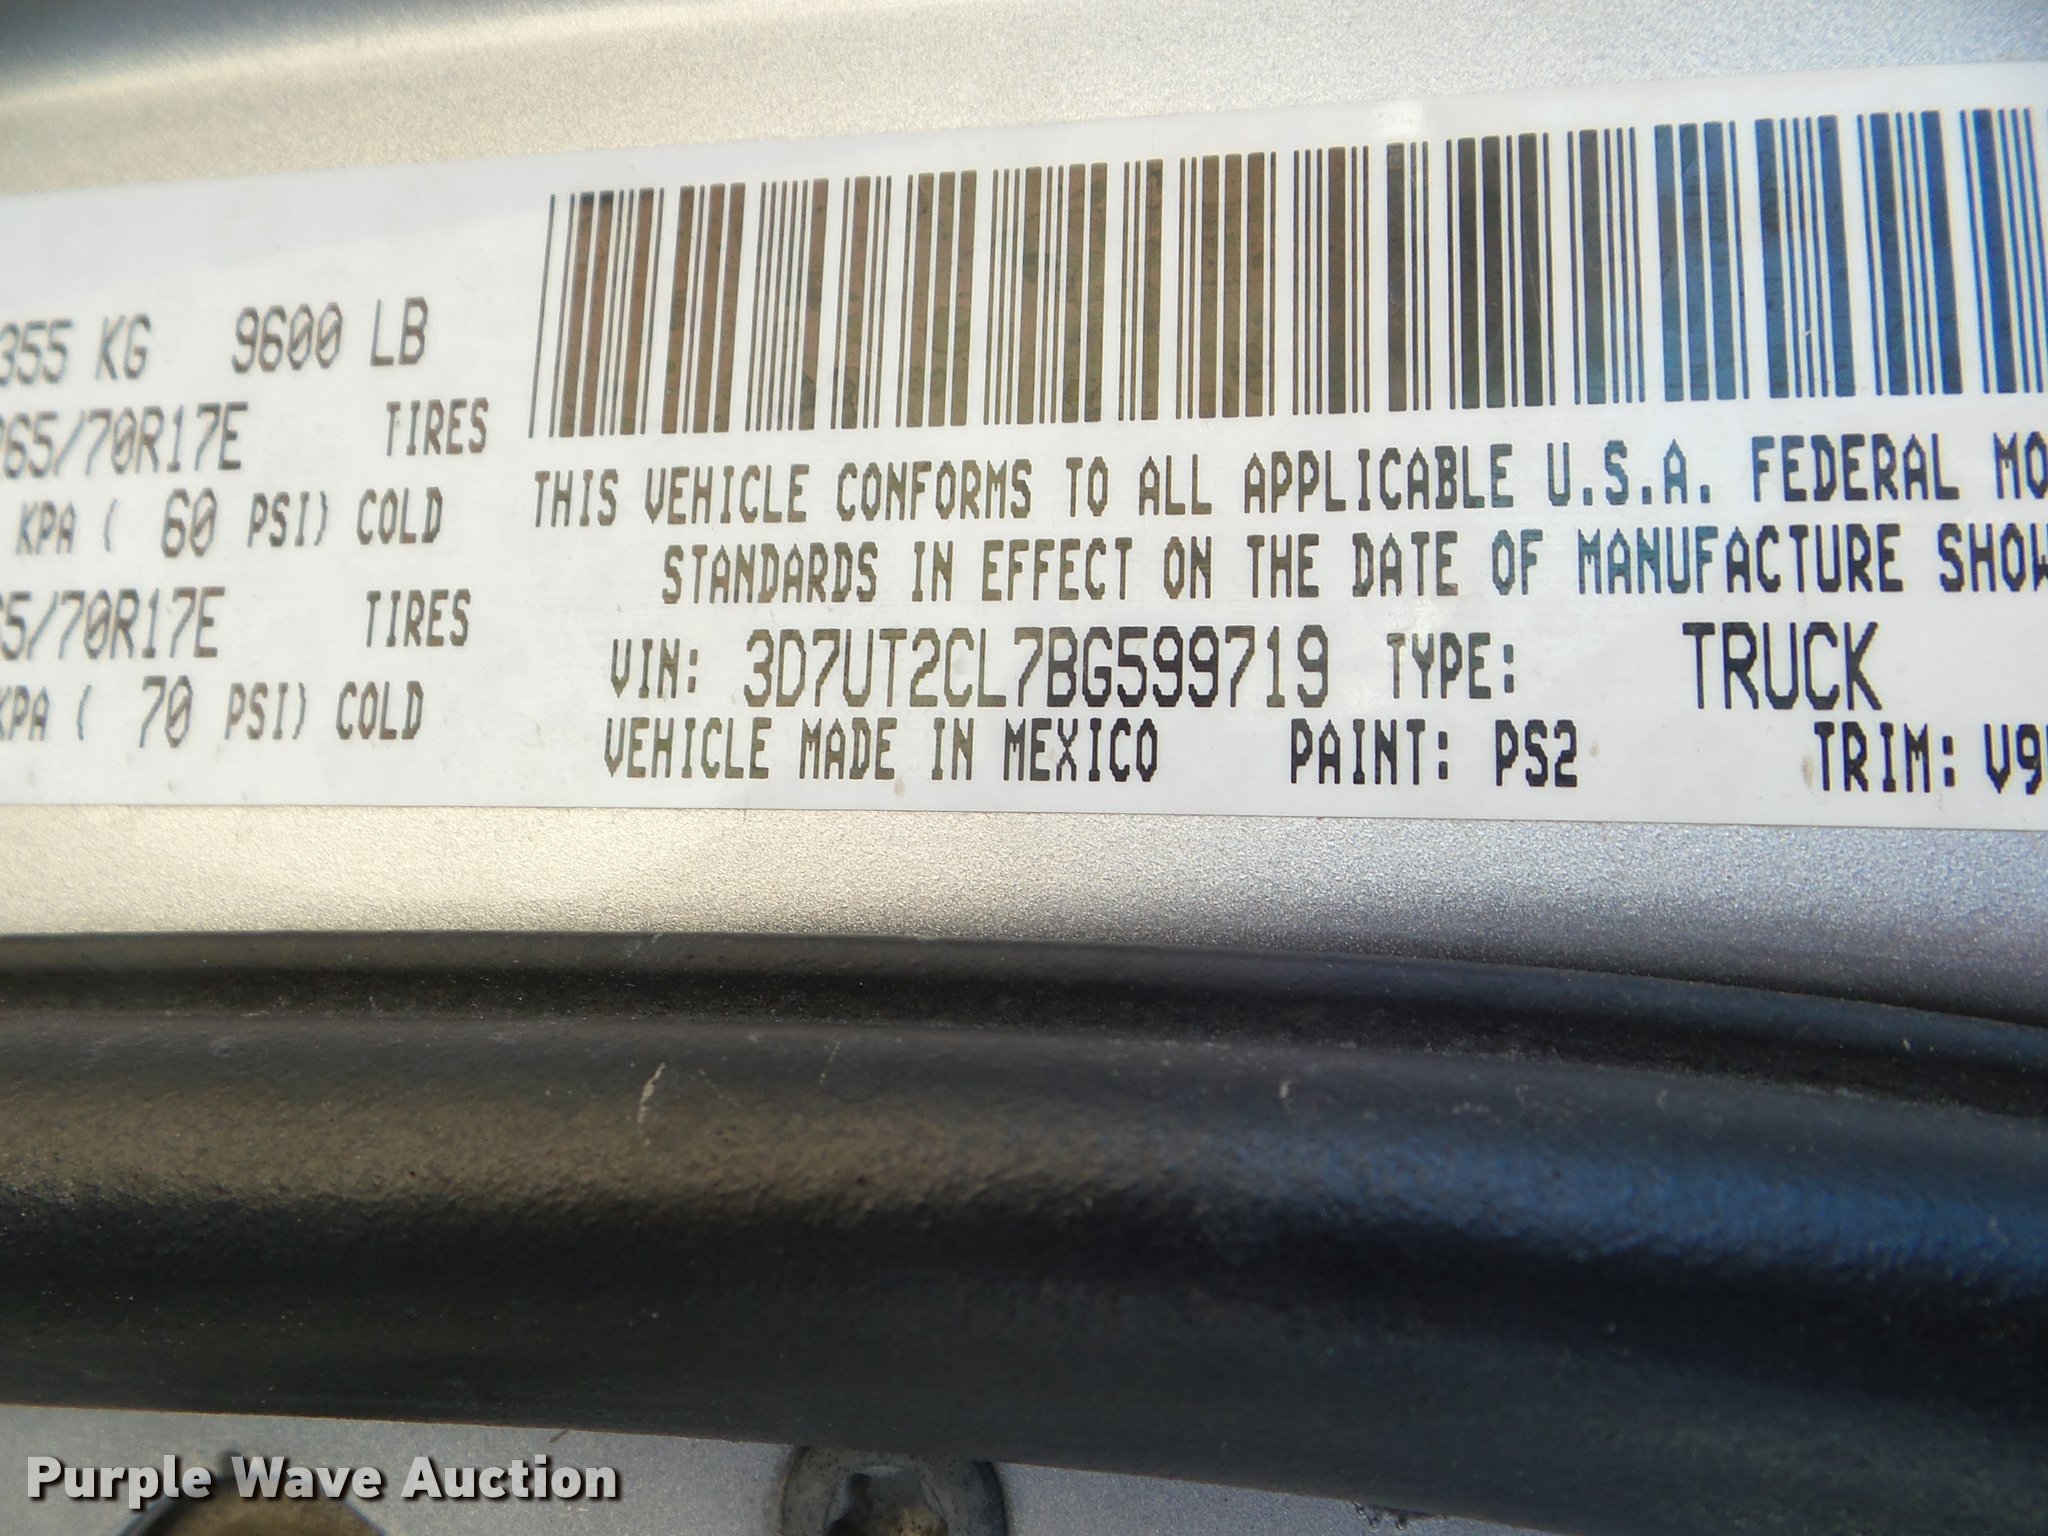 355 KG 9600 LB
265/70R17E TIRES
KPA ( 60 PSI) COLD
65/70R17E TIRES
KPA ( 70 PSI) COLD
THIS VEHICLE CONFORMS TO ALL APPLICABLE U.S.A. FEDERAL MO
STANDARDS IN EFFECT ON THE DATE OF MANUFACTURE SHOW
VIN: 3D7UT2CL7BG599719 TYPE: TRUCK
VEHICLE MADE IN MEXICO PAINT: PS2 TRIM: V9
Purple Wave Auction